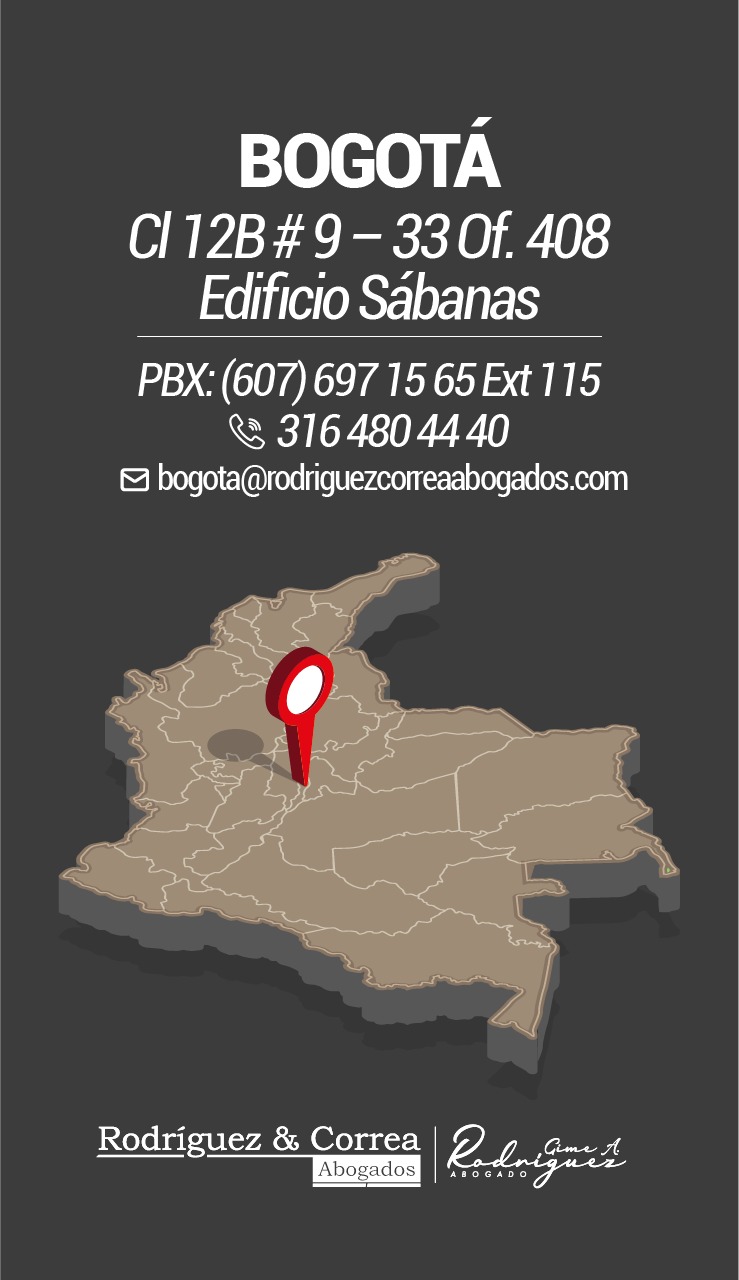 BOGOTÁ
Cl 12B # 9 – 33 Of. 408
Edificio Sábanas
PBX: (607) 697 15 65 Ext 115
316 480 44 40
bogota@rodriguezcorreaabogados.com
Rodríguez & Correa
Abogados
Gime A.
Rodríguez
ABOGADO